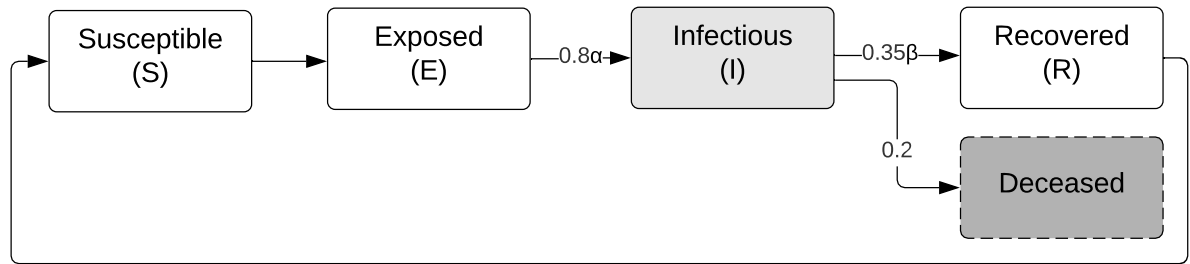 Susceptible
(S)
Exposed
(E)
0.8α
Infectious
(I)
0.35β
Recovered
(R)
0.2
Deceased